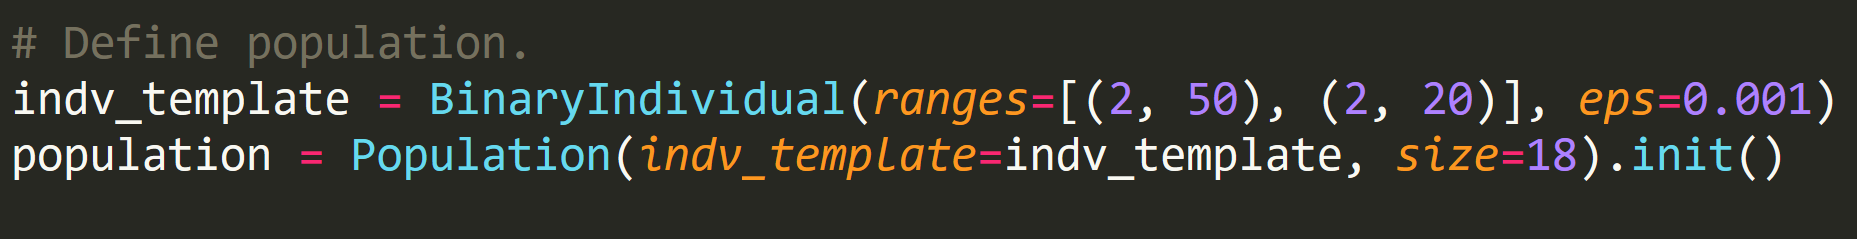 # Define population.
indv_template = BinaryIndividual(ranges=[(2, 50), (2, 20)], eps=0.001)
population = Population(indv_template=indv_template, size=18).init()